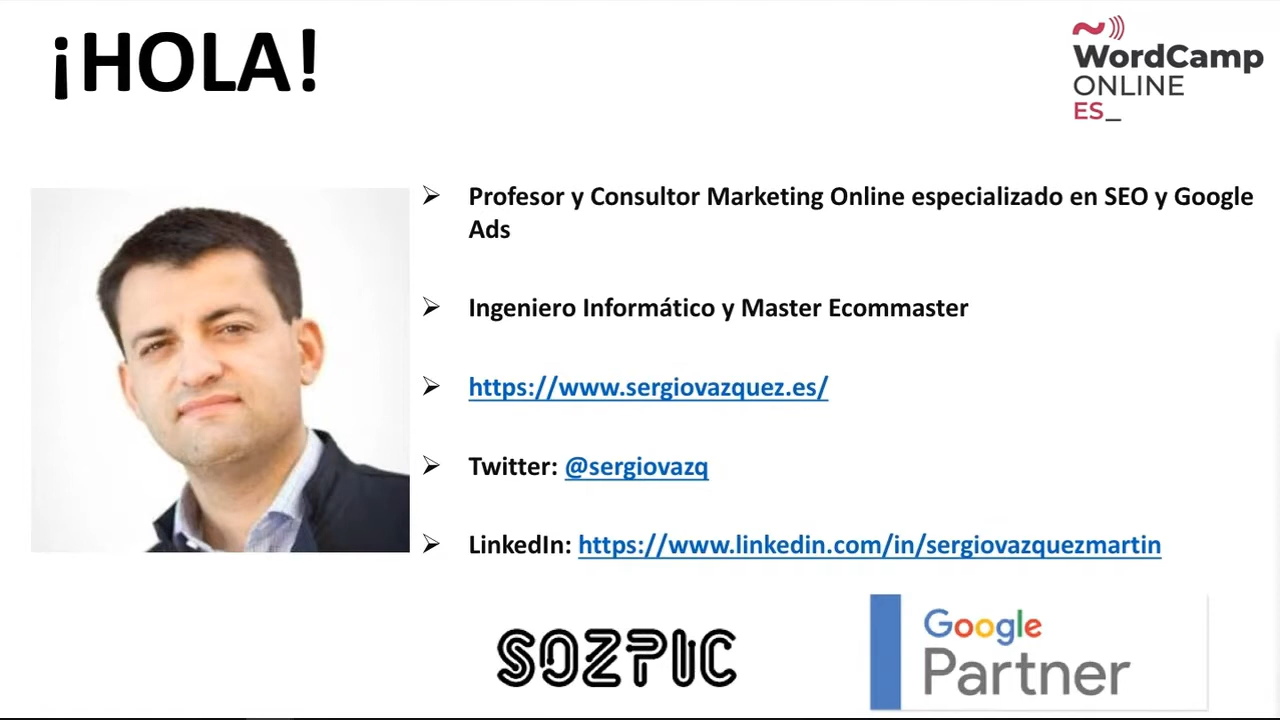 ¡HOLA!
WordCamp
ONLINE
ES_
Profesor y Consultor Marketing Online especializado en SEO y Google
Ads
Ingeniero Informático y Master Ecommaster
https://www.sergiovazquez.es/
Twitter: @sergiovazq
LinkedIn: https://www.linkedin.com/in/sergiovazquezmartin
SOZPIC
Google
Partner